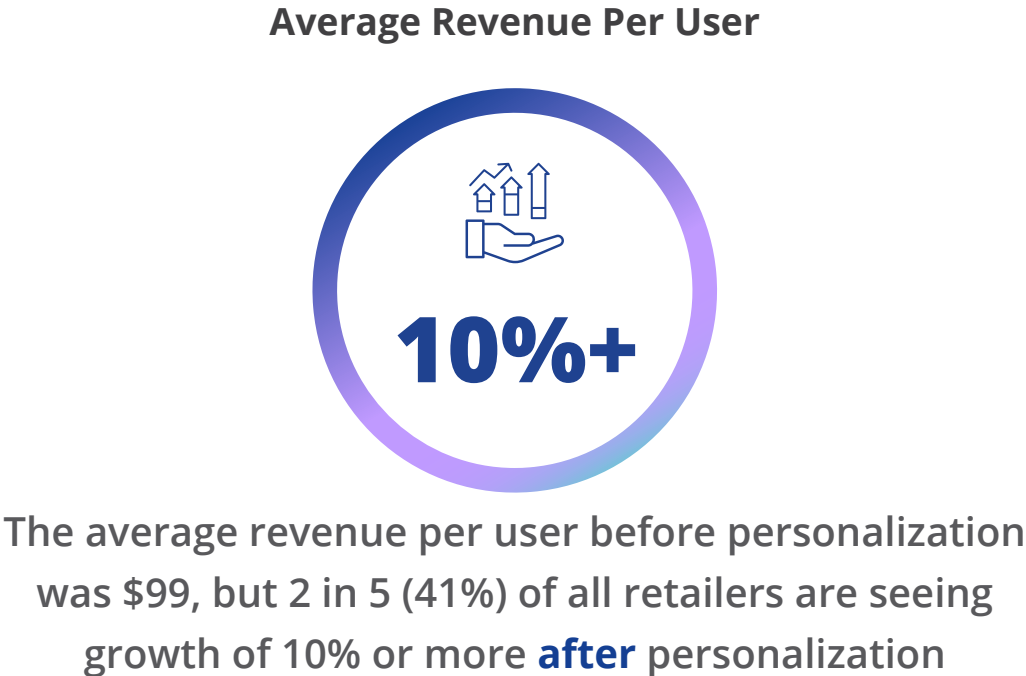 Average Revenue Per User
10%+
The average revenue per user before personalization
was $99, but 2 in 5 (41%) of all retailers are seeing
growth of 10% or more after personalization